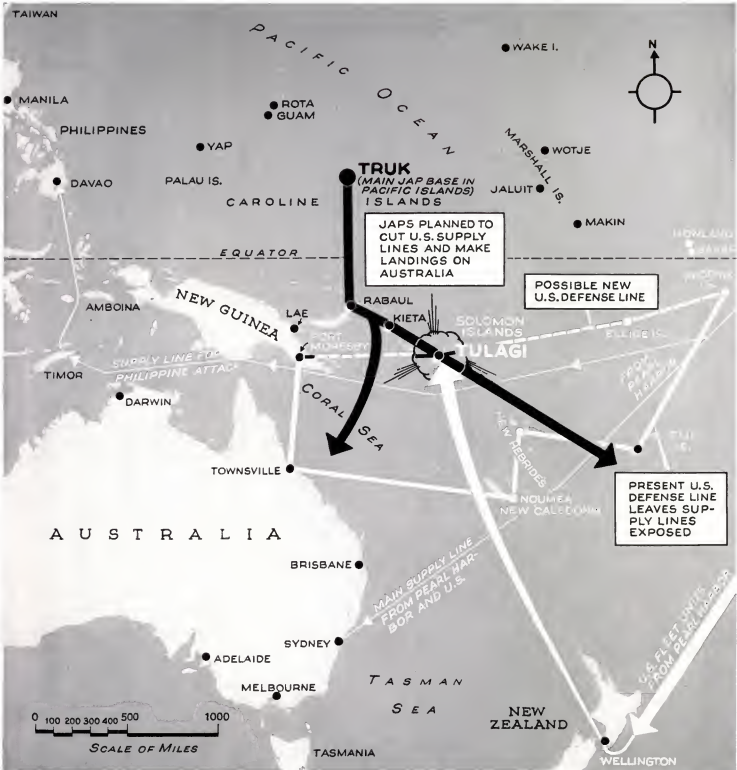 TAIWAN
PACIFIC OCEAN
WAKE I.
N
MANILA
ROTA
GUAM
PHILIPPINES
YAP
MARSHALL IS.
WOTJE
TRUK
(MAIN JAP BASE IN
PACIFIC ISLANDS)
DAVAO
PALAU IS.
JALUIT
CAROLINE ISLANDS
MAKIN
JAPS PLANNED TO
CUT U.S. SUPPLY
LINES AND MAKE
LANDINGS ON
AUSTRALIA
HOWLAND
BAKER
EQUATOR
POSSIBLE NEW
U.S. DEFENSE LINE
NEW GUINEA
RABAUL
AMBOINA
LAE
KIETA
SOLOMON
ISLANDS
ELLICE IS.
PORT
MORESBY
TULAGI
SUPPLY LINE FOR
PHILIPPINE ATTACK
FROM
PEARL
HARBOR
TIMOR
DARWIN
CORAL SEA
NEW HEBRIDES
FIJI
IS.
TOWNSVILLE
NOUMEA
NEW CALEDONIA
PRESENT U.S.
DEFENSE LINE
LEAVES SUP-
PLY LINES
EXPOSED
AUSTRALIA
BRISBANE
MAIN SUPPLY LINE
FROM PEARL HAR-
BOR AND U.S.
U.S. FLEET UNITS
FROM PEARL HARBOR
SYDNEY
ADELAIDE
TASMAN
SEA
MELBOURNE
NEW
ZEALAND
0 100 200 300 400 500 1000
SCALE OF MILES
TASMANIA
WELLINGTON